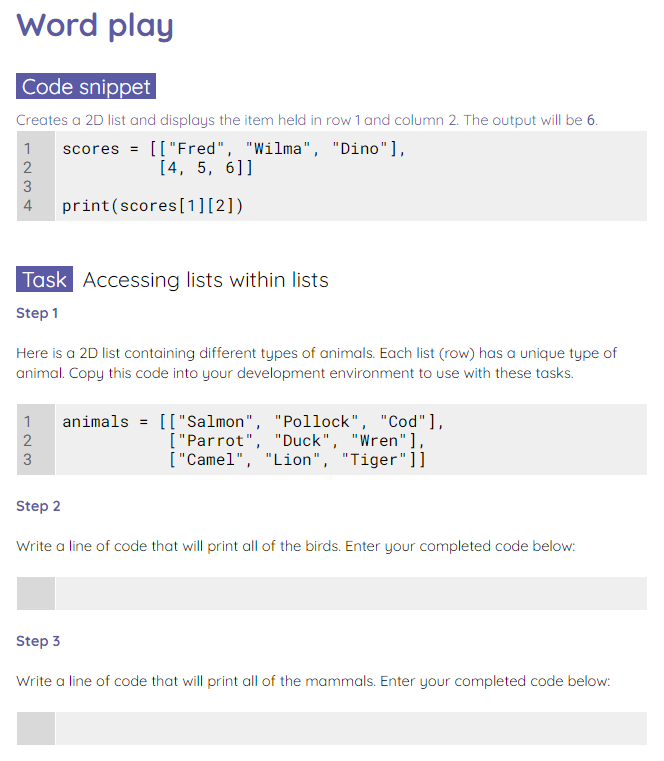 Word play
Code snippet
Creates a 2D list and displays the item held in row 1 and column 2. The output will be 6.
1 scores = [["Fred", "Wilma", "Dino"],
2           [4, 5, 6]]
3
4 print(scores[1][2])
Task Accessing lists within lists
Step 1
Here is a 2D list containing different types of animals. Each list (row) has a unique type of
animal. Copy this code into your development environment to use with these tasks.
1 animals = [["Salmon", "Pollock", "Cod"],
2            ["Parrot", "Duck", "Wren"],
3            ["Camel", "Lion", "Tiger"]]
Step 2
Write a line of code that will print all of the birds. Enter your completed code below:
Step 3
Write a line of code that will print all of the mammals. Enter your completed code below: